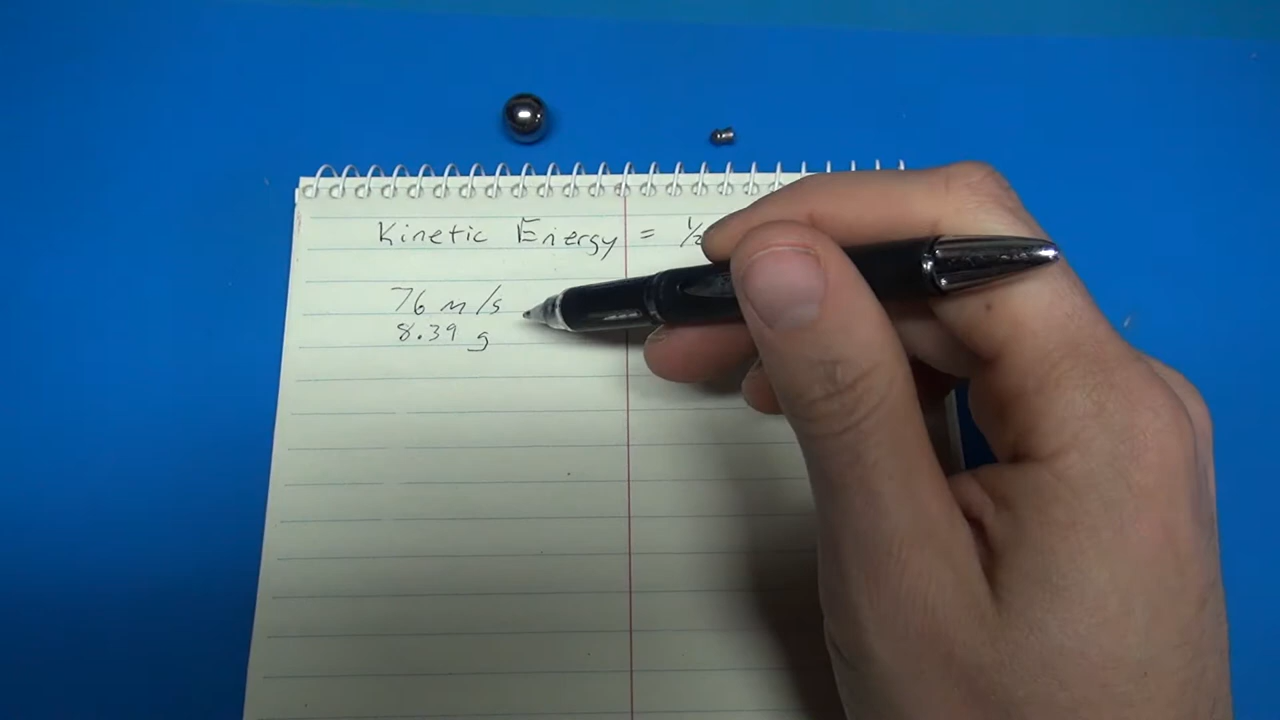 Kinetic Energy = 1/2
76 m/s
8.39 g